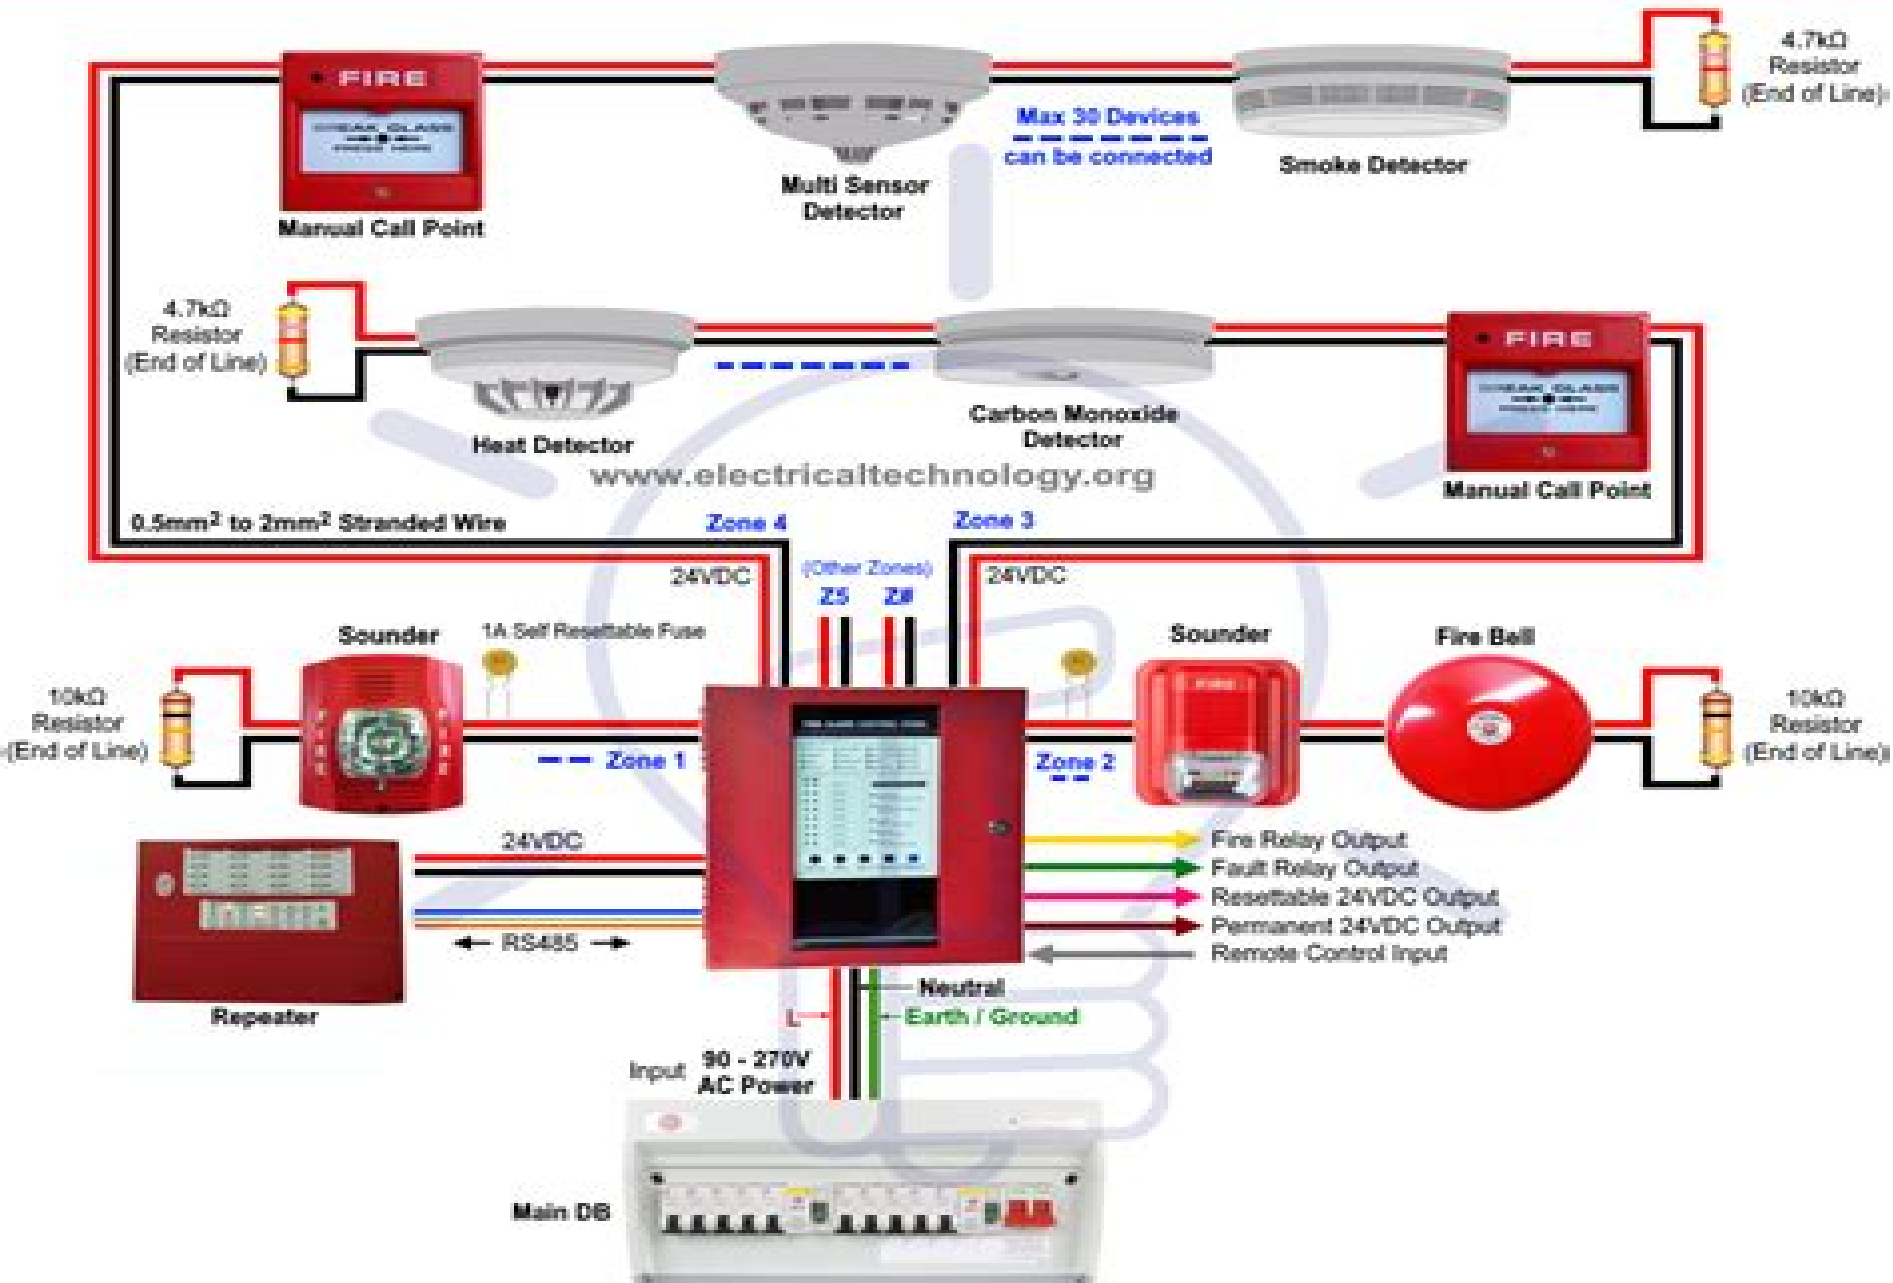 FIRE
PRESS HERE
Manual Call Point
Multi Sensor
Detector
Max 30 Devices
can be connected
Smoke Detector
4.7kΩ
Resistor
(End of Line)
4.7kΩ
Resistor
(End of Line)
Heat Detector
Carbon Monoxide
Detector
FIRE
PRESS HERE
Manual Call Point
www.electricaltechnology.org
0.5mm² to 2mm² Stranded Wire
Zone 4
Zone 3
24VDC
(Other Zones)
Z5 Z#
24VDC
Sounder
1A Self Resettable Fuse
Sounder
Fire Bell
10kΩ
Resistor
(End of Line)
Zone 1
Zone 2
FIRE
10kΩ
Resistor
(End of Line)
24VDC
RS485
Repeater
Fire Relay Output
Fault Relay Output
Resettable 24VDC Output
Permanent 24VDC Output
Remote Control Input
Neutral
L
Earth / Ground
Input
90 - 270V
AC Power
Main DB